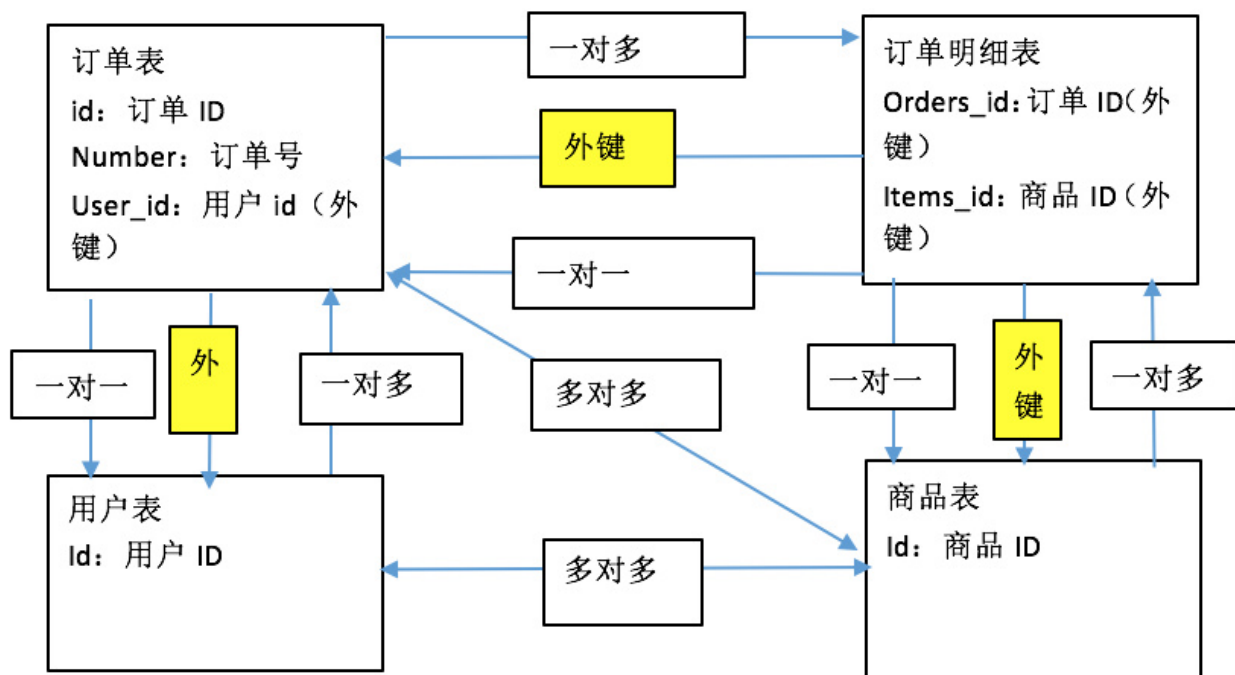 订单表
id：订单 ID
Number：订单号
User_id：用户 id（外
键）
一对多
外键
一对一
订单明细表
Orders_id:订单 ID（外
键）
Items_id：商品 ID（外
键）
一对一
外
一对多
多对多
一对一
外
键
一对多
用户表
Id：用户 ID
多对多
商品表
Id：商品 ID